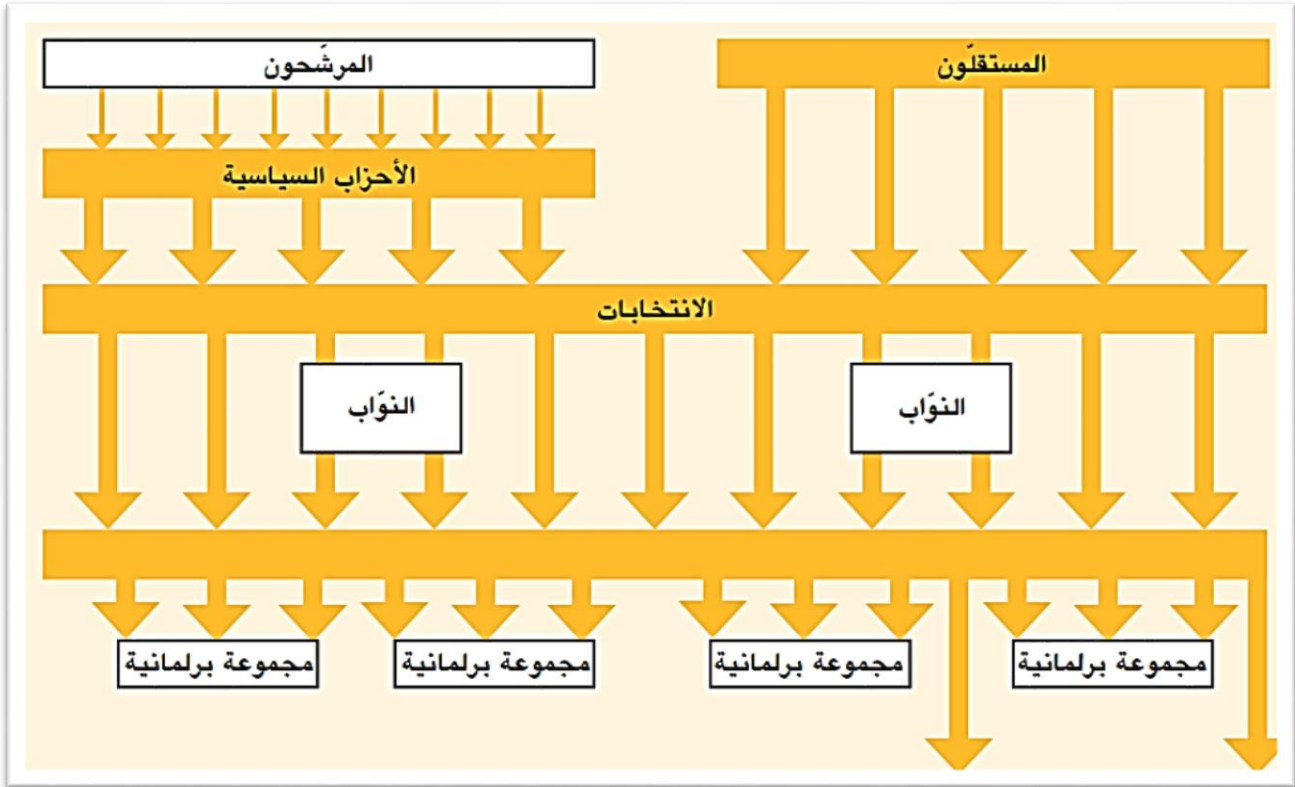 المستقلّون
المرشّحون
الأحزاب السياسية
الانتخابات
النوّاب
النوّاب
مجموعة برلمانية
مجموعة برلمانية
مجموعة برلمانية
مجموعة برلمانية